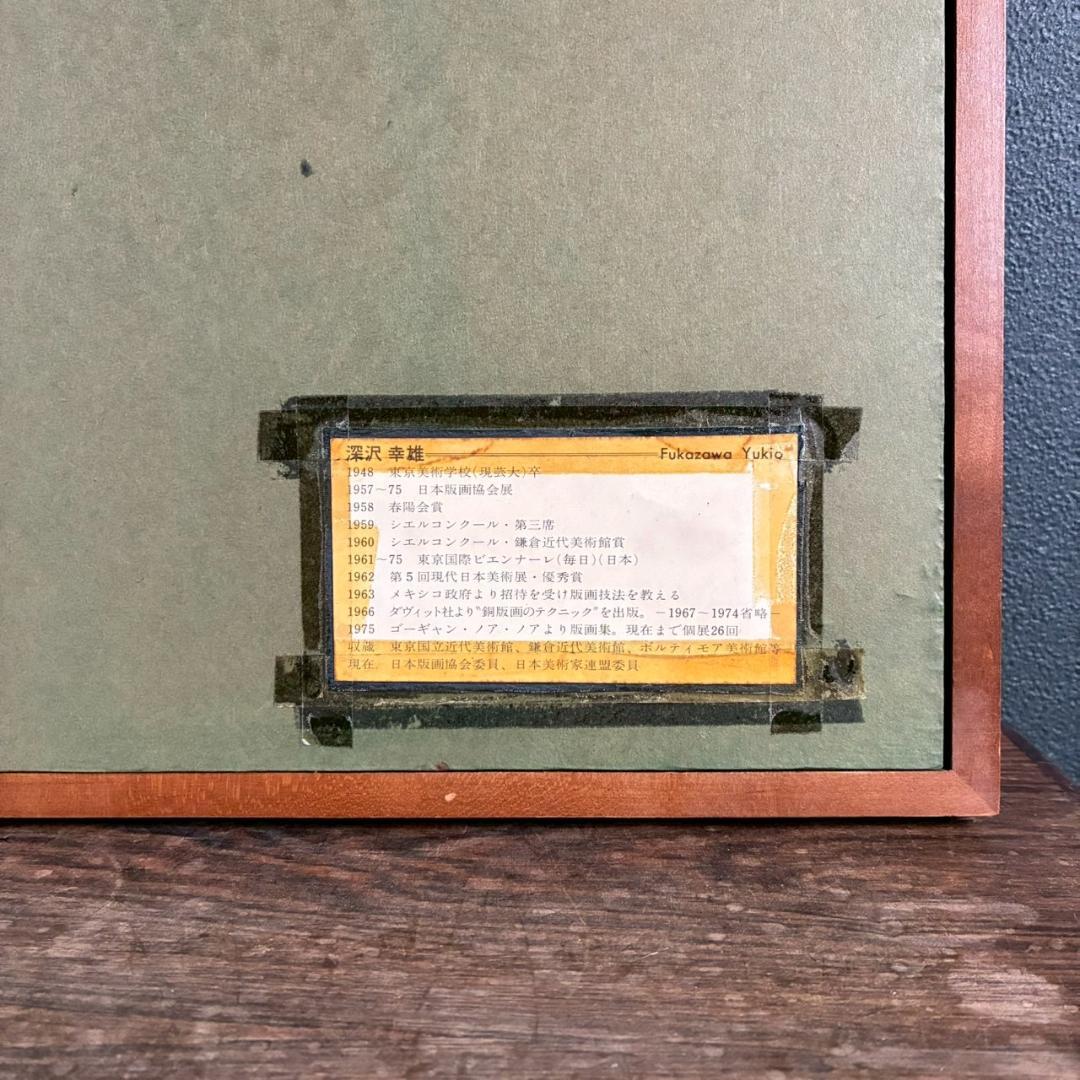 深沢 幸雄 Fukazawa Yukio
1948 東京美術学校(現芸大)卒
1957～75 日本版画協会展
1958 春陽会賞
1959 シエルコンクール・第三席
1960 シエルコンクール・鎌倉近代美術館賞
1961～75 東京国際ビエンナーレ(毎日)(日本)
1962 第5回現代日本美術展・優秀賞
1963 メキシコ政府より招待を受け版画技法を教える
1966 ダヴィット社より"銅版画のテクニック"を出版。 －1967～1974省略－
1975 ゴーギャン・ノア・ノアより版画集。現在まで個展26回
収蔵 東京国立近代美術館、鎌倉近代美術館、ボルティモア美術館等
現在 日本版画協会委員、日本美術家連盟委員